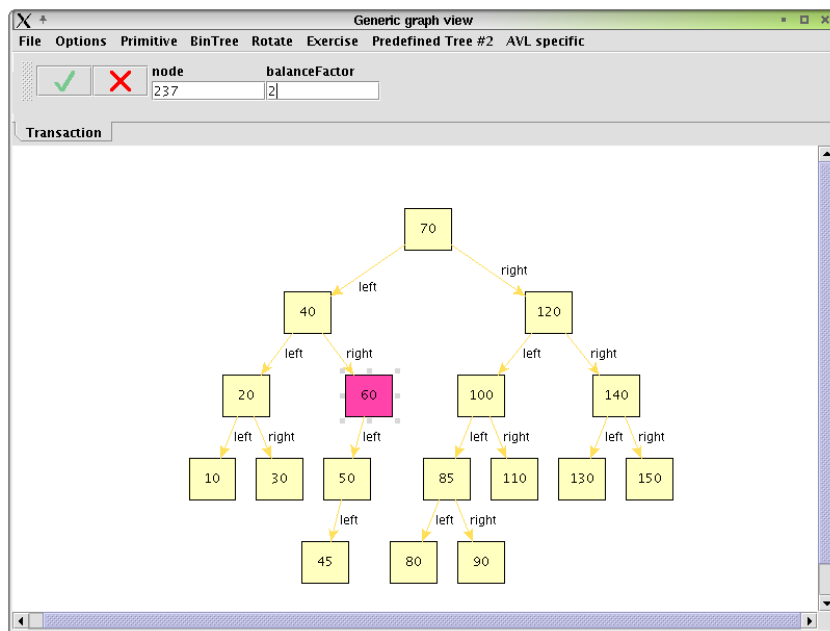 Generic graph view
File Options Primitive BinTree Rotate Exercise Predefined Tree #2 AVL specific
node balanceFactor
237 2
Transaction
70
left right
40 120
left right left right
20 60 100 140
left right left left right left right
10 30 50 85 110 130 150
left left right
45 80 90